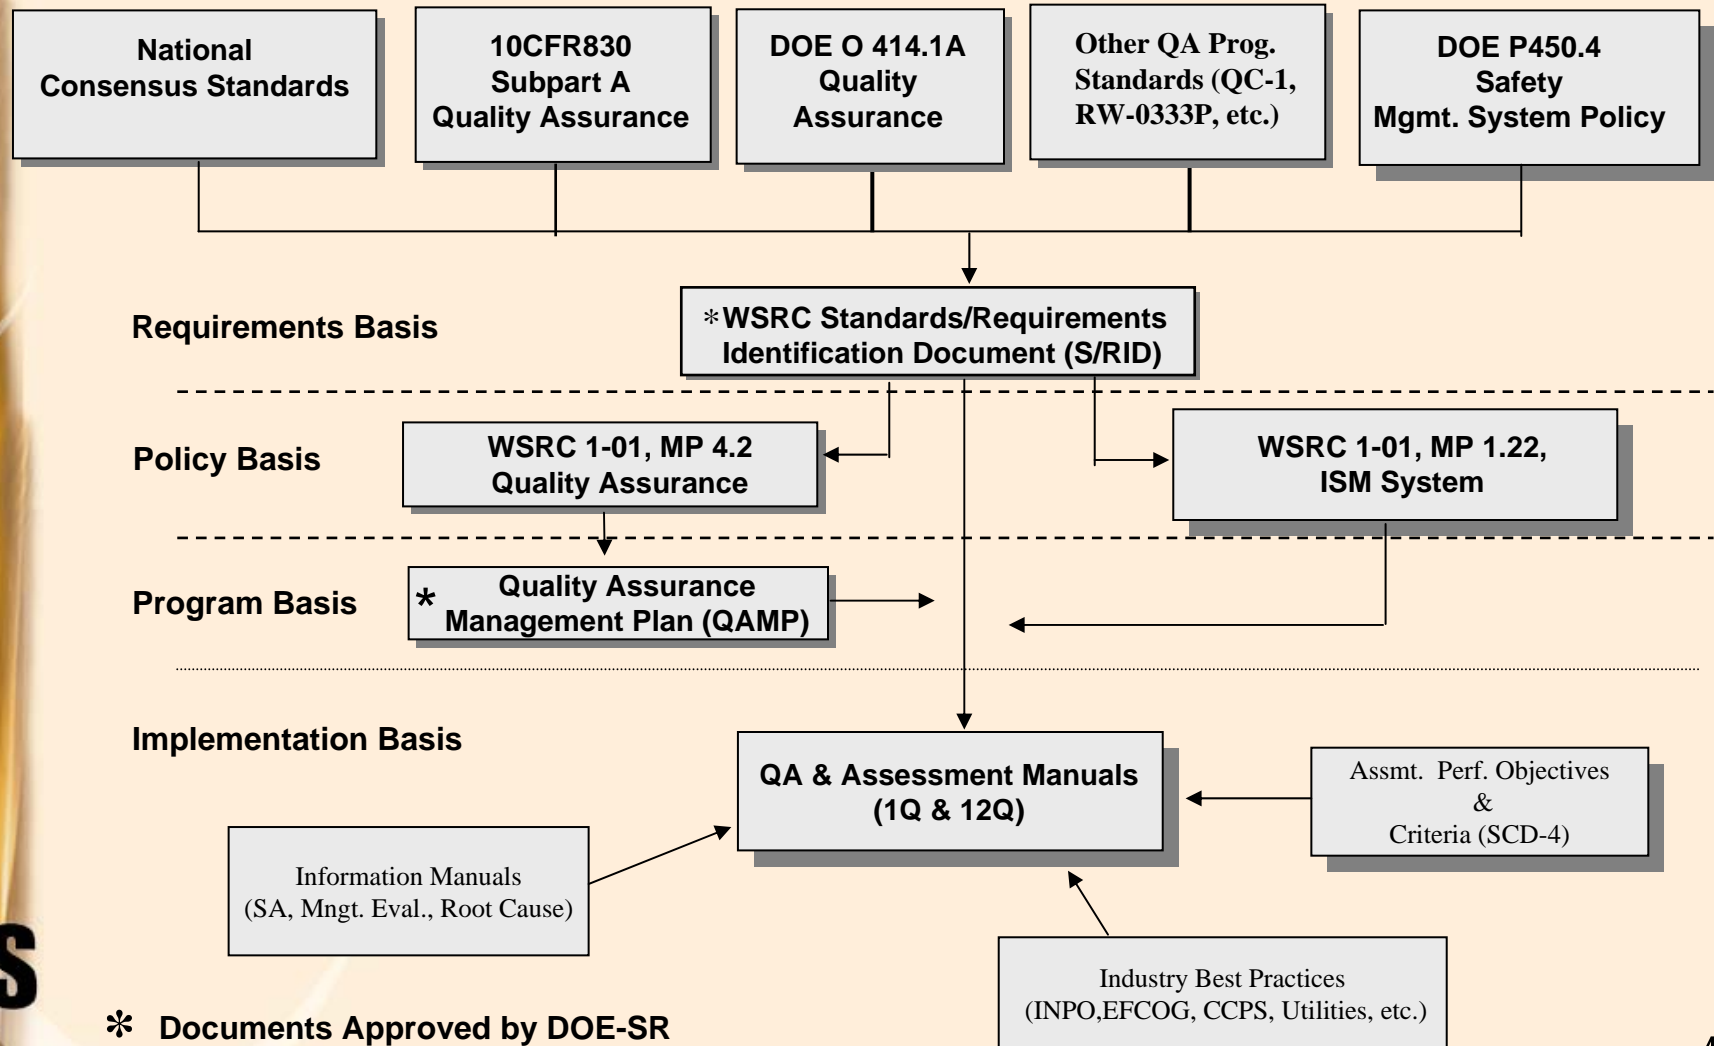 National
Consensus Standards
10CFR830
Subpart A
Quality Assurance
DOE O 414.1A
Quality
Assurance
Other QA Prog.
Standards (QC-1,
RW-0333P, etc.)
DOE P450.4
Safety
Mgmt. System Policy
Requirements Basis
*WSRC Standards/Requirements
Identification Document (S/RID)
Policy Basis
WSRC 1-01, MP 4.2
Quality Assurance
WSRC 1-01, MP 1.22,
ISM System
Program Basis
* Quality Assurance
Management Plan (QAMP)
Implementation Basis
QA & Assessment Manuals
(1Q & 12Q)
Assmt. Perf. Objectives
&
Criteria (SCD-4)
Information Manuals
(SA, Mngt. Eval., Root Cause)
Industry Best Practices
(INPO,EFCOG, CCPS, Utilities, etc.)
S
* Documents Approved by DOE-SR